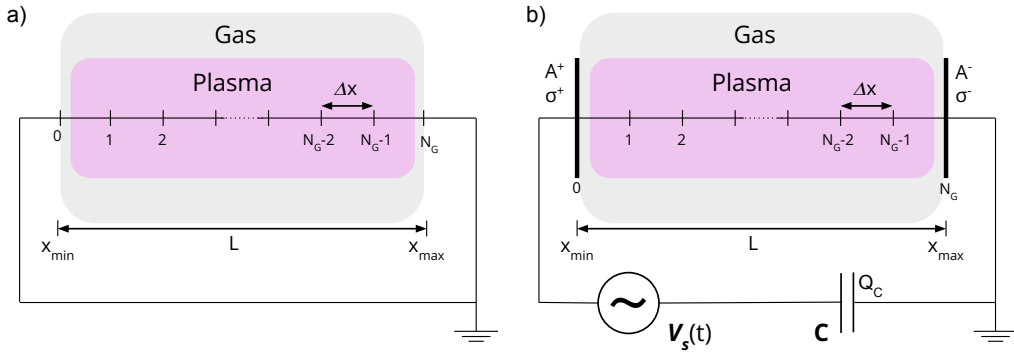 a)
Gas
Plasma
Δx
0 1 2 N_G-2 N_G-1 N_G
L
x_min x_max
b)
Gas
A⁺ A⁻
σ⁺ σ⁻
Plasma
Δx
1 2 N_G-2 N_G-1
0 N_G
L
x_min x_max
Q_C
V_s(t) C